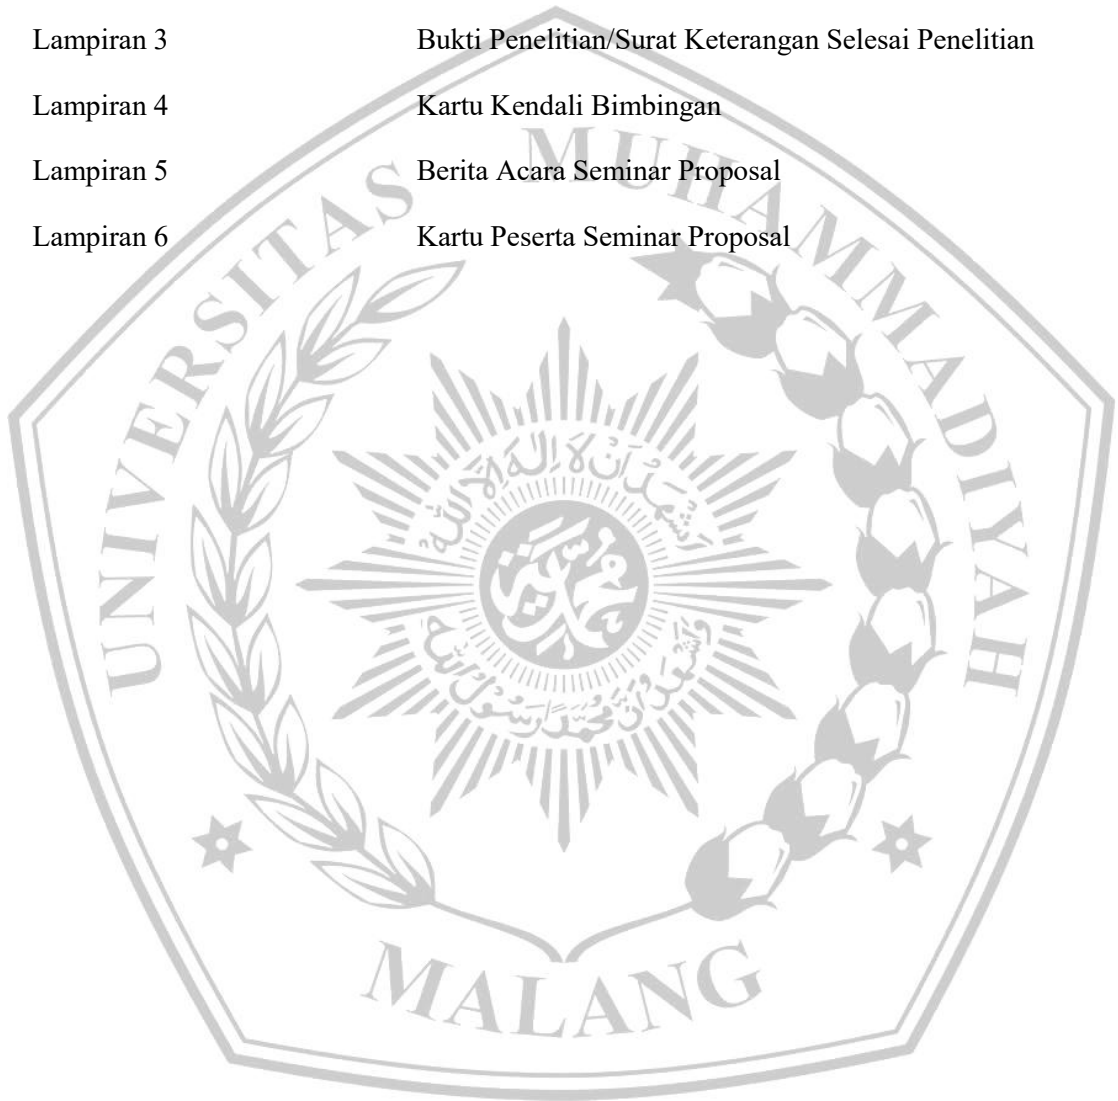 Lampiran 3 Bukti Penelitian/Surat Keterangan Selesai Penelitian
Lampiran 4 Kartu Kendali Bimbingan
Lampiran 5 Berita Acara Seminar Proposal
Lampiran 6 Kartu Peserta Seminar Proposal
UNIVERSITAS MUHAMMADIYAH
MALANG